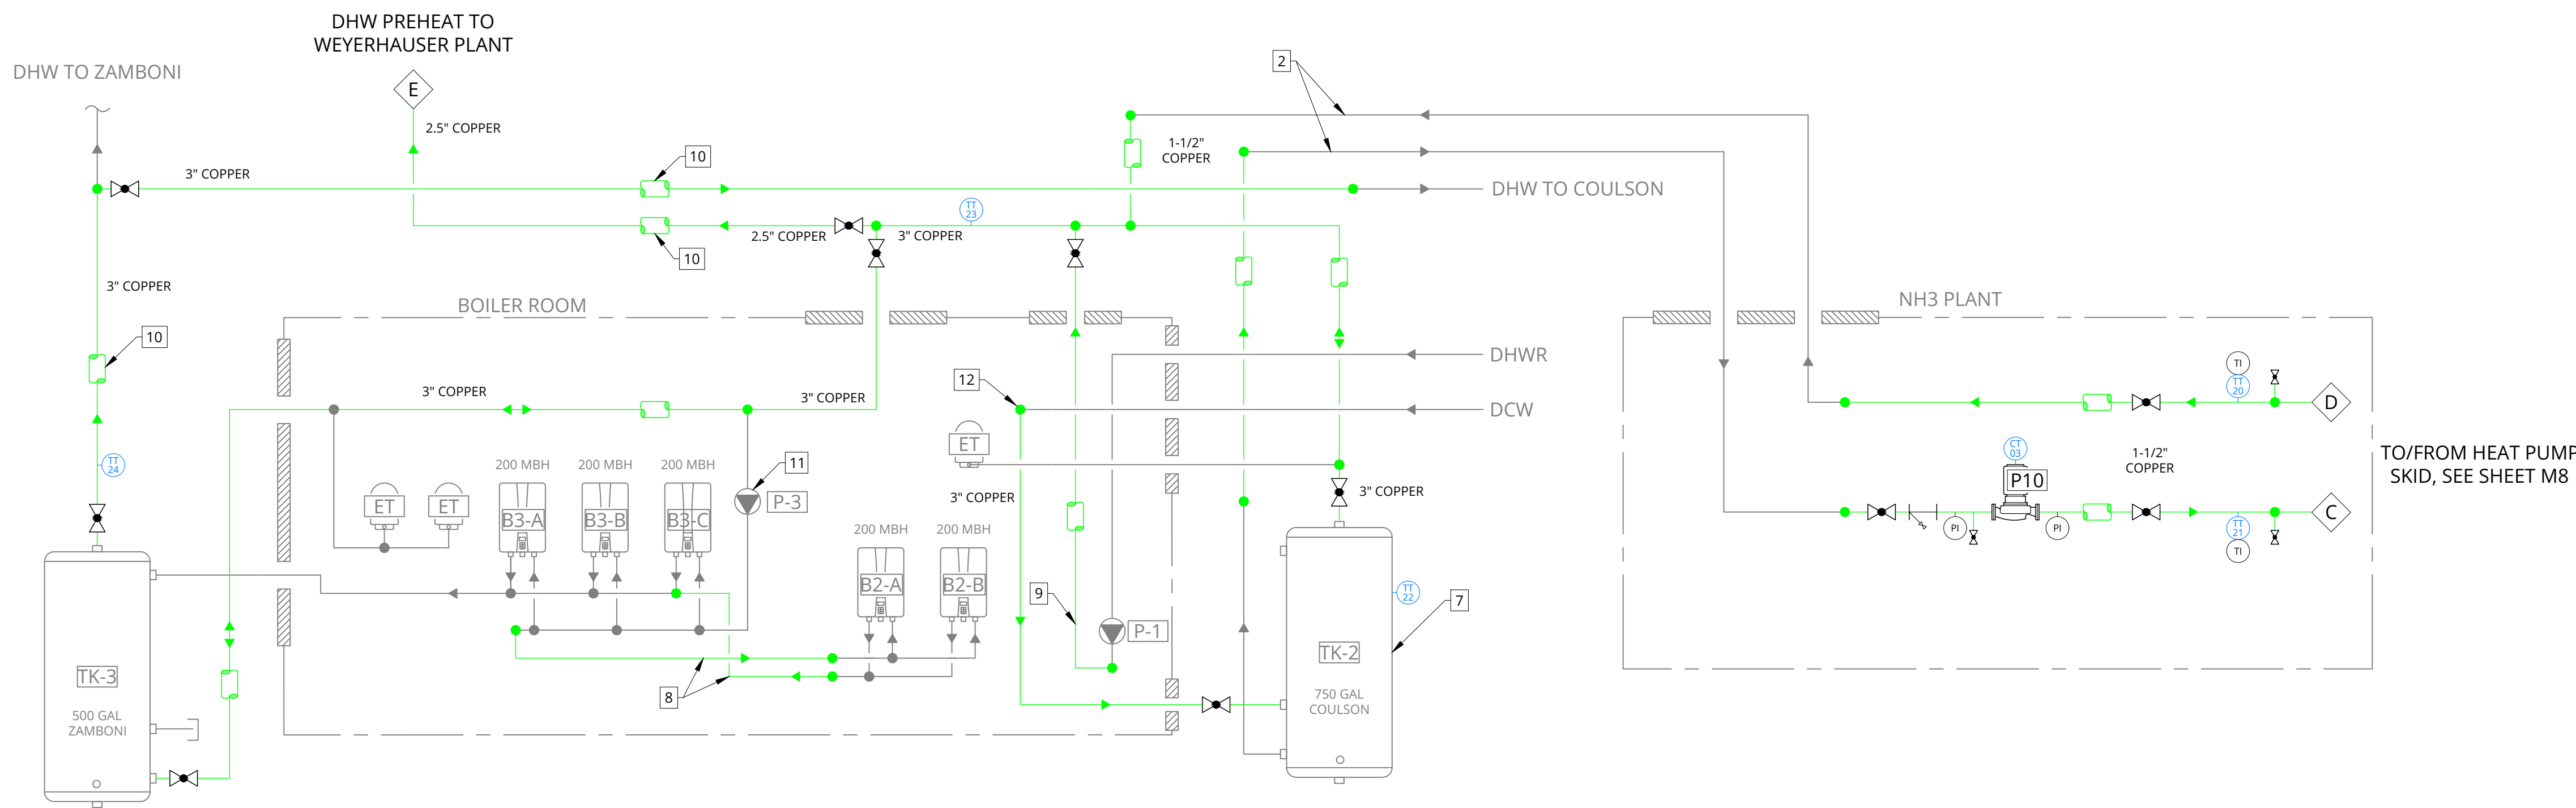 DHW PREHEAT TO
WEYERHAUSER PLANT
DHW TO ZAMBONI
E
2
2.5" COPPER
1-1/2"
COPPER
10
3" COPPER
DHW TO COULSON
TT
23
2.5" COPPER
3" COPPER
10
3" COPPER
BOILER ROOM
NH3 PLANT
10
DHWR
TI
TT
20
12
3" COPPER
3" COPPER
DCW
D
ET
CT
03
1-1/2"
COPPER
TO/FROM HEAT PUMP
SKID, SEE SHEET M8
TT
24
200 MBH
200 MBH
200 MBH
11
P10
3" COPPER
3" COPPER
ET
ET
P-3
B3-A
B3-B
B3-C
C
PI
PI
TT
21
TI
200 MBH
200 MBH
B2-A
B2-B
9
TT
22
7
P-1
TK-2
TK-3
8
750 GAL
COULSON
500 GAL
ZAMBONI